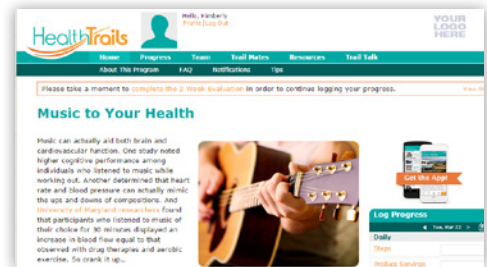 HealthTrails
Hello, Kimberly
Profile|Log Out
YOUR
LOGO
HERE
Home Progress Team Trail Mates Resources Trail Talk
About This Program FAQ Notifications Tips
Please take a moment to complete the 2 Week Evaluation in order to continue logging your progress.
Music to Your Health
Music can actually aid both brain and
cardiovascular function. One study noted
higher cognitive performance among
individuals who listened to music while
working out. Another determined that heart
rate and blood pressure can actually mimic
the ups and downs of compositions. And
University of Maryland researchers found
that participants who listened to music of
their choice for 30 minutes displayed an
increase in blood flow equal to that
observed with drug therapies and aerobic
exercise. So crank it up...
Get the App!
Log Progress
Tue, Mar
Daily
Steps
Produce Servings